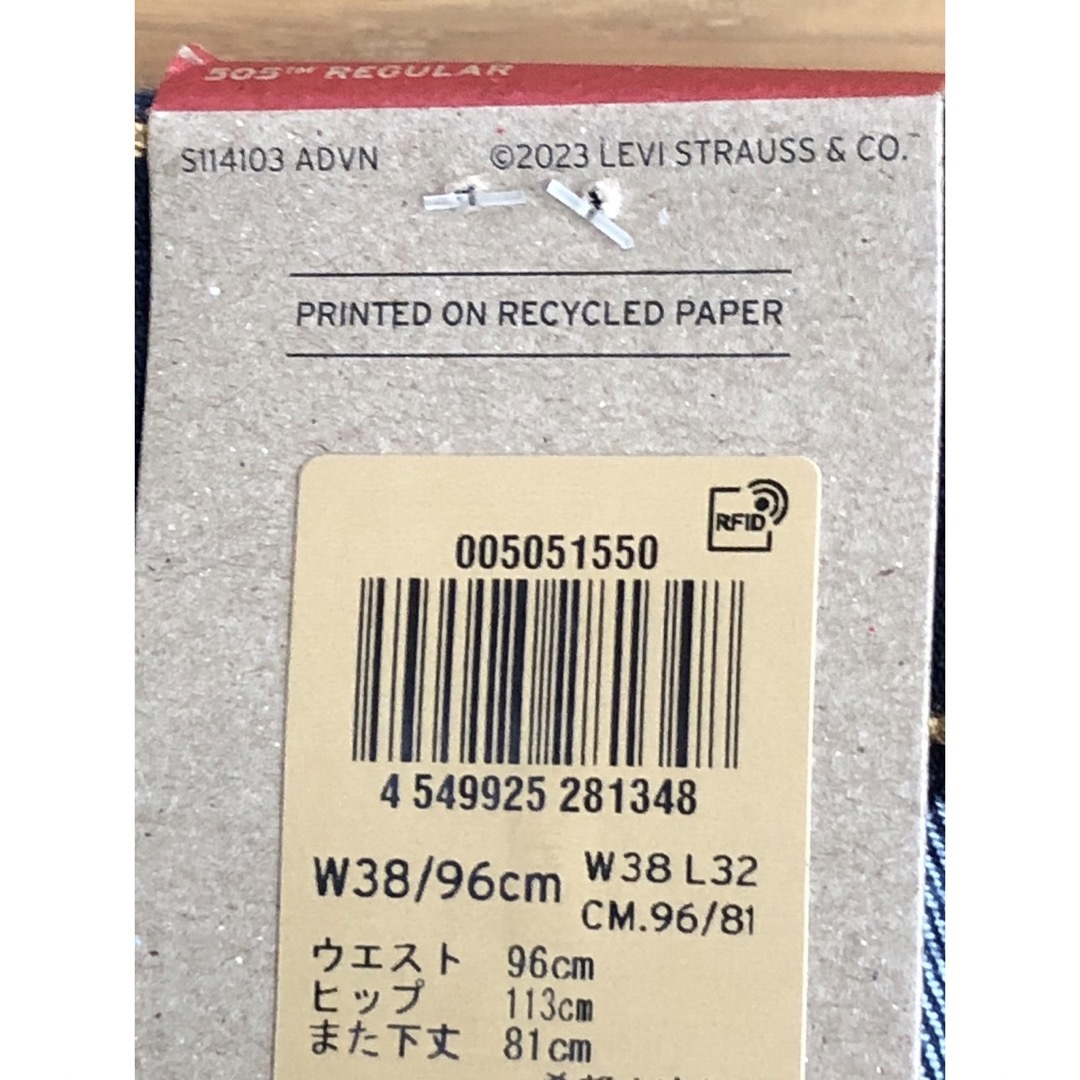 505™ REGULAR
S114103 ADVN ©2023 LEVI STRAUSS & CO.™
PRINTED ON RECYCLED PAPER
RFID
005051550
4 549925 281348
W38/96cm W38 L32
CM.96/81
ウエスト 96cm
ヒップ 113cm
また下丈 81cm